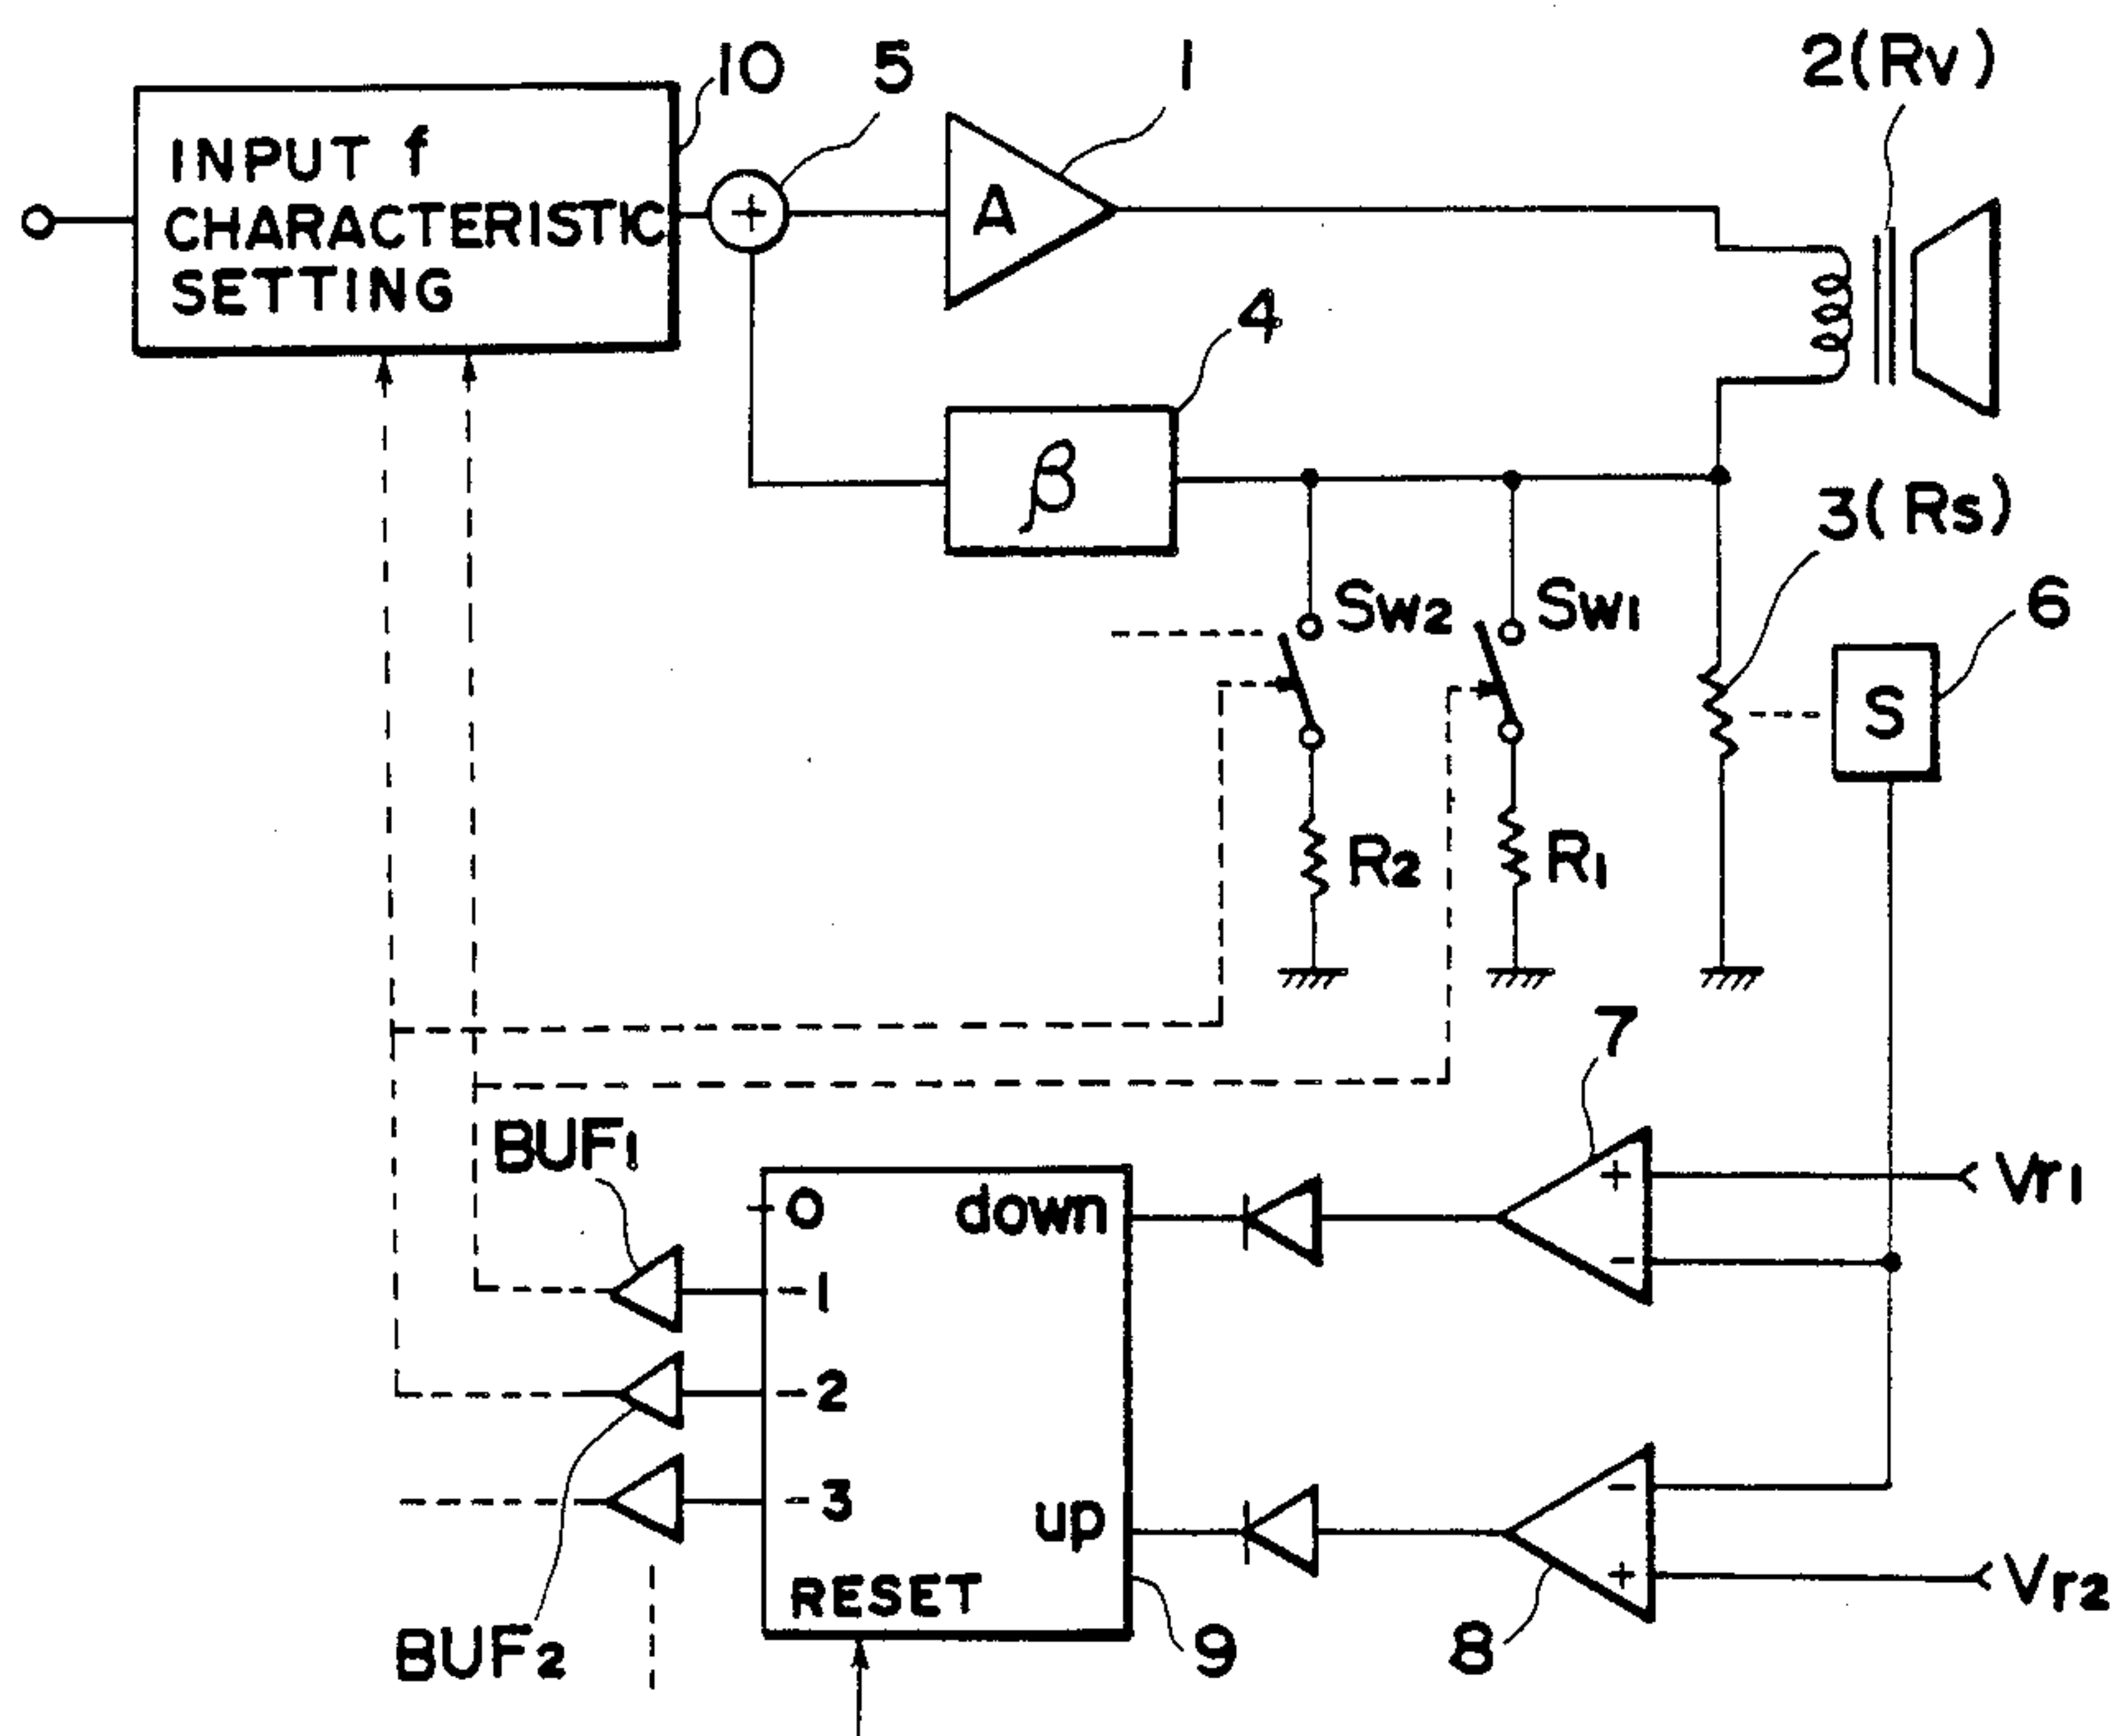 10
5
1
2(Rv)
INPUT f
CHARACTERISTIC
SETTING
+
A
4
β
3(Rs)
Sw2
Sw1
6
S
R2
R1
7
BUF1
+
Vr1
0
down
-
-1
-2
-
-3
up
+
Vr2
RESET
BUF2
9
8